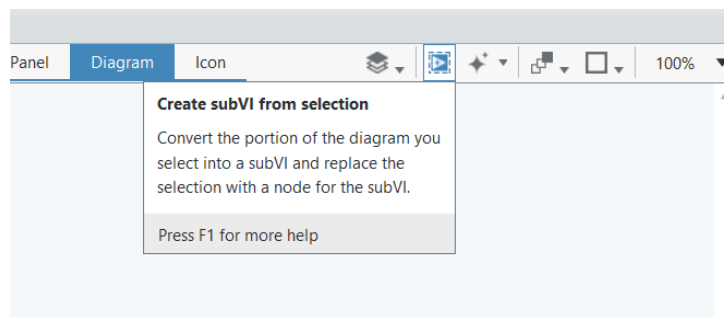 Panel Diagram Icon 100%
Create subVI from selection
Convert the portion of the diagram you
select into a subVI and replace the
selection with a node for the subVI.
Press F1 for more help